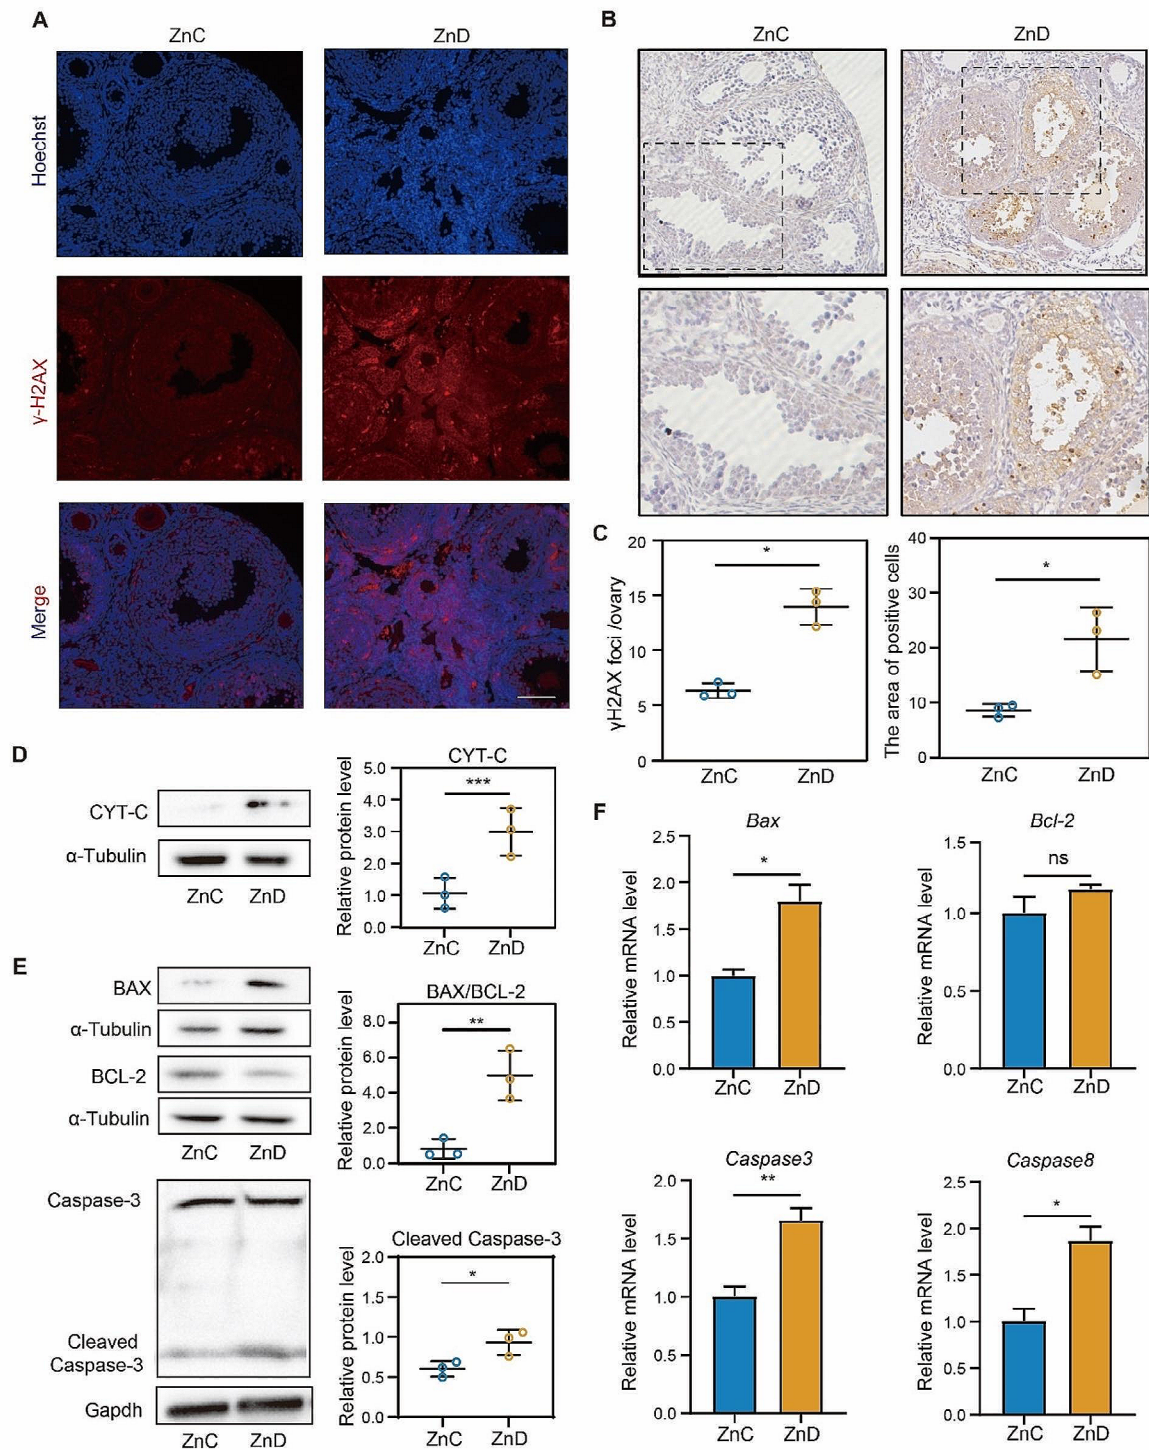 A
ZnC
ZnD
Hoechst
γ-H2AX
Merge
B
ZnC
ZnD
C
20
15
10
5
0
γH2AX foci /ovary
*
ZnC
ZnD
40
30
20
10
0
The area of positive cells
*
ZnC
ZnD
D
CYT-C
α-Tubulin
ZnC
ZnD
CYT-C
5.0
4.0
3.0
2.0
1.0
0.0
Relative protein level
***
ZnC
ZnD
E
BAX
α-Tubulin
BCL-2
α-Tubulin
ZnC
ZnD
BAX/BCL-2
8.0
6.0
4.0
2.0
0.0
Relative protein level
**
ZnC
ZnD
Caspase-3
Cleaved
Caspase-3
Gapdh
ZnC
ZnD
Cleaved Caspase-3
2.0
1.5
1.0
0.5
0.0
Relative protein level
*
ZnC
ZnD
F
Bax
2.5
2.0
1.5
1.0
0.5
0.0
Relative mRNA level
*
ZnC
ZnD
Bcl-2
1.5
1.0
0.5
0.0
Relative mRNA level
ns
ZnC
ZnD
Caspase3
2.0
1.5
1.0
0.5
0.0
Relative mRNA level
**
ZnC
ZnD
Caspase8
2.5
2.0
1.5
1.0
0.5
0.0
Relative mRNA level
*
ZnC
ZnD